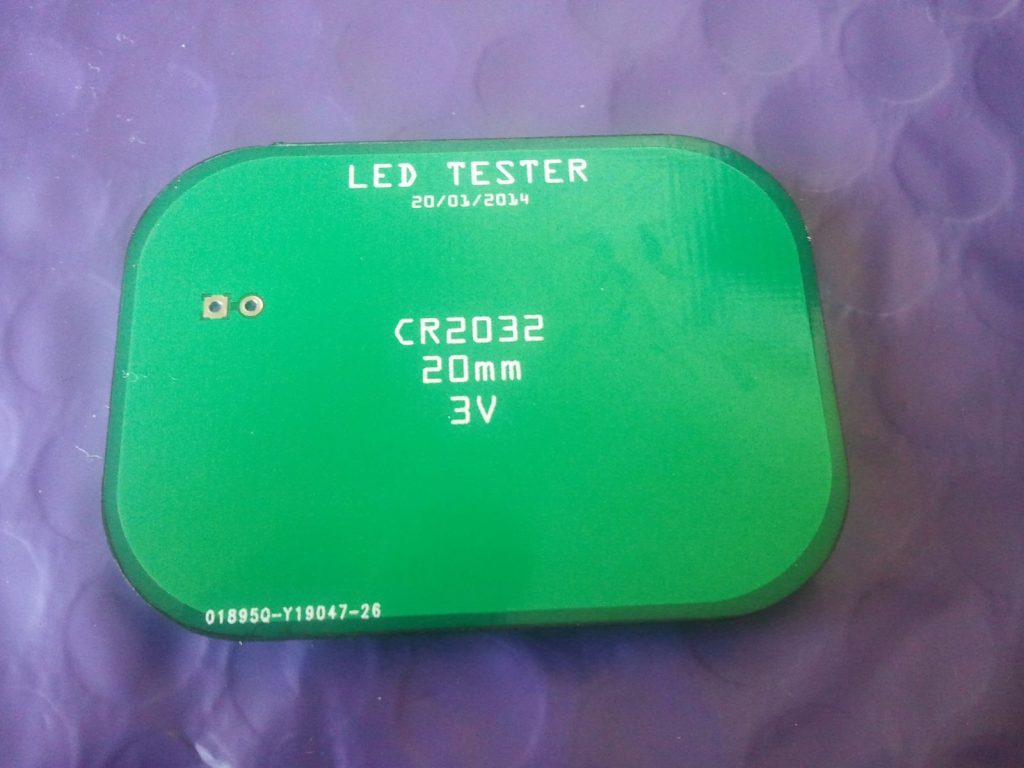 LED TESTER
20/01/2014
CR2032
20mm
3V
01895Q-Y19047-26